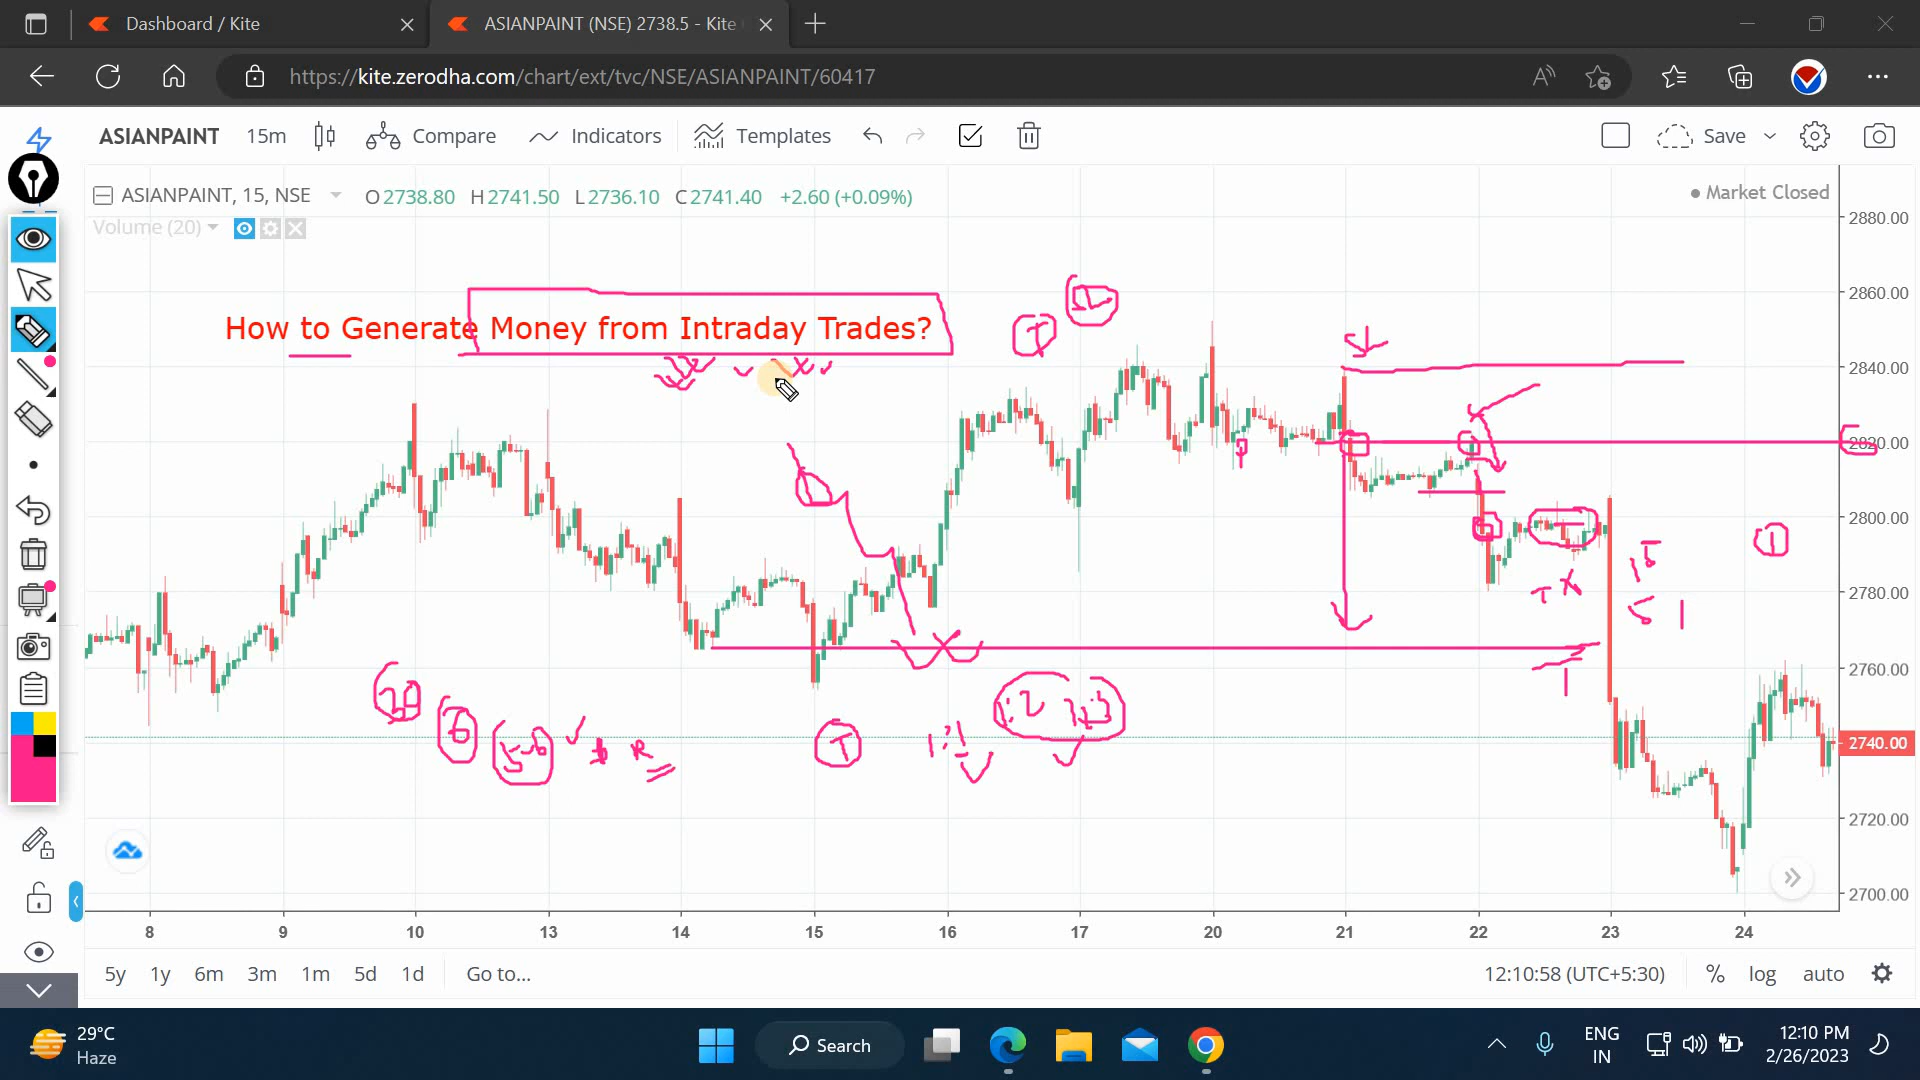 Dashboard / Kite
ASIANPAINT (NSE) 2738.5 - Kite
https://kite.zerodha.com/chart/ext/tvc/NSE/ASIANPAINT/60417
ASIANPAINT 15m Compare Indicators Templates Save
ASIANPAINT, 15, NSE O2738.80 H2741.50 L2736.10 C2741.40 +2.60 (+0.09%)
Market Closed
Volume (20)
2880.00
2860.00
How to Generate Money from Intraday Trades?
2840.00
2820.00
2800.00
2780.00
2760.00
2740.00
2720.00
2700.00
8 9 10 13 14 15 16 17 20 21 22 23 24
5y 1y 6m 3m 1m 5d 1d Go to...
12:10:58 (UTC+5:30) % log auto
29°C
Haze
Search
ENG
IN
12:10 PM
2/26/2023